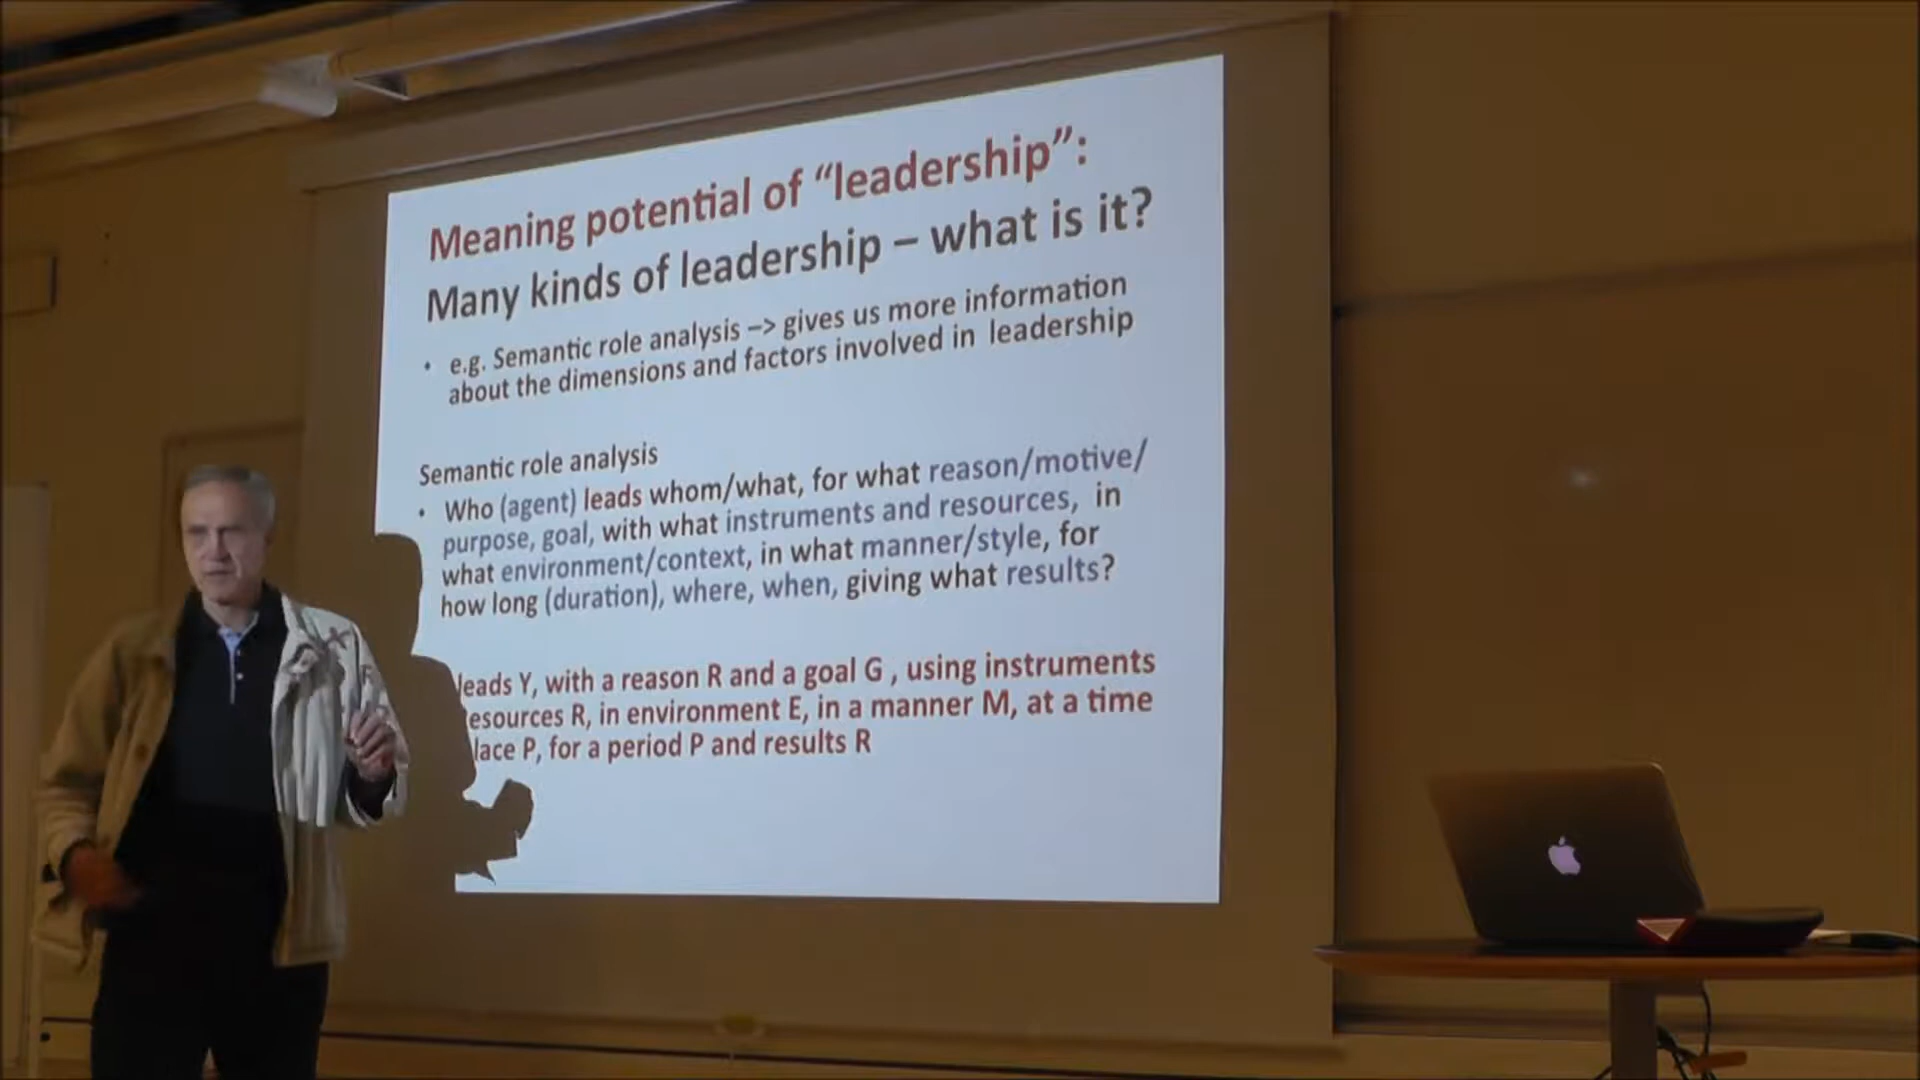 Meaning potential of “leadership”:
Many kinds of leadership – what is it?
• e.g. Semantic role analysis –> gives us more information
about the dimensions and factors involved in leadership
Semantic role analysis
• Who (agent) leads whom/what, for what reason/motive/
purpose, goal, with what instruments and resources, in
what environment/context, in what manner/style, for
how long (duration), where, when, giving what results?
leads Y, with a reason R and a goal G , using instruments
esources R, in environment E, in a manner M, at a time
lace P, for a period P and results R